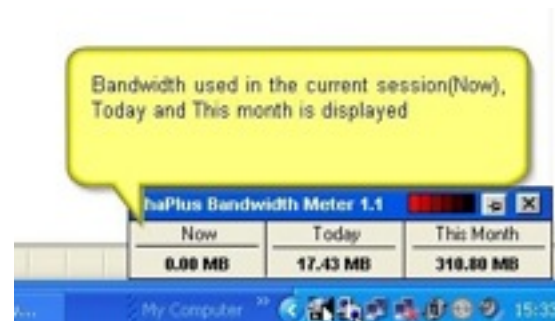 Bandwidth used in the current session(Now),
Today and This month is displayed
haPlus Bandwidth Meter 1.1
Now Today This Month
0.00 MB 17.43 MB 310.80 MB
My Computer » 15:33